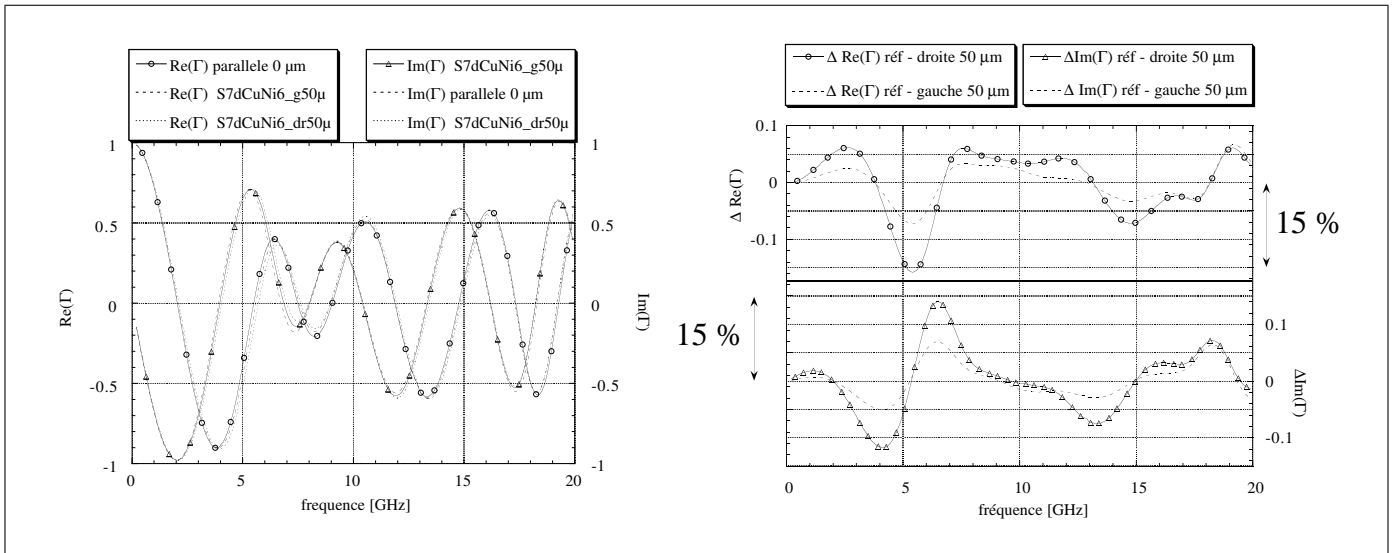 Re(Γ) parallele 0 µm
Re(Γ) S7dCuNi6_g50µ
Re(Γ) S7dCuNi6_dr50µ
Im(Γ) S7dCuNi6_g50µ
Im(Γ) parallele 0 µm
Im(Γ) S7dCuNi6_dr50µ
1
0.5
0
-0.5
-1
Re(Γ)
1
0.5
0
-0.5
-1
Im(Γ)
0 5 10 15 20
frequence [GHz]
Δ Re(Γ) réf - droite 50 µm
Δ Re(Γ) réf - gauche 50 µm
ΔIm(Γ) réf - droite 50 µm
Δ Im(Γ) réf - gauche 50 µm
0.1
0
-0.1
Δ Re(Γ)
15 %
15 %
0.1
0
-0.1
ΔIm(Γ)
0 5 10 15 20
fréquence [GHz]